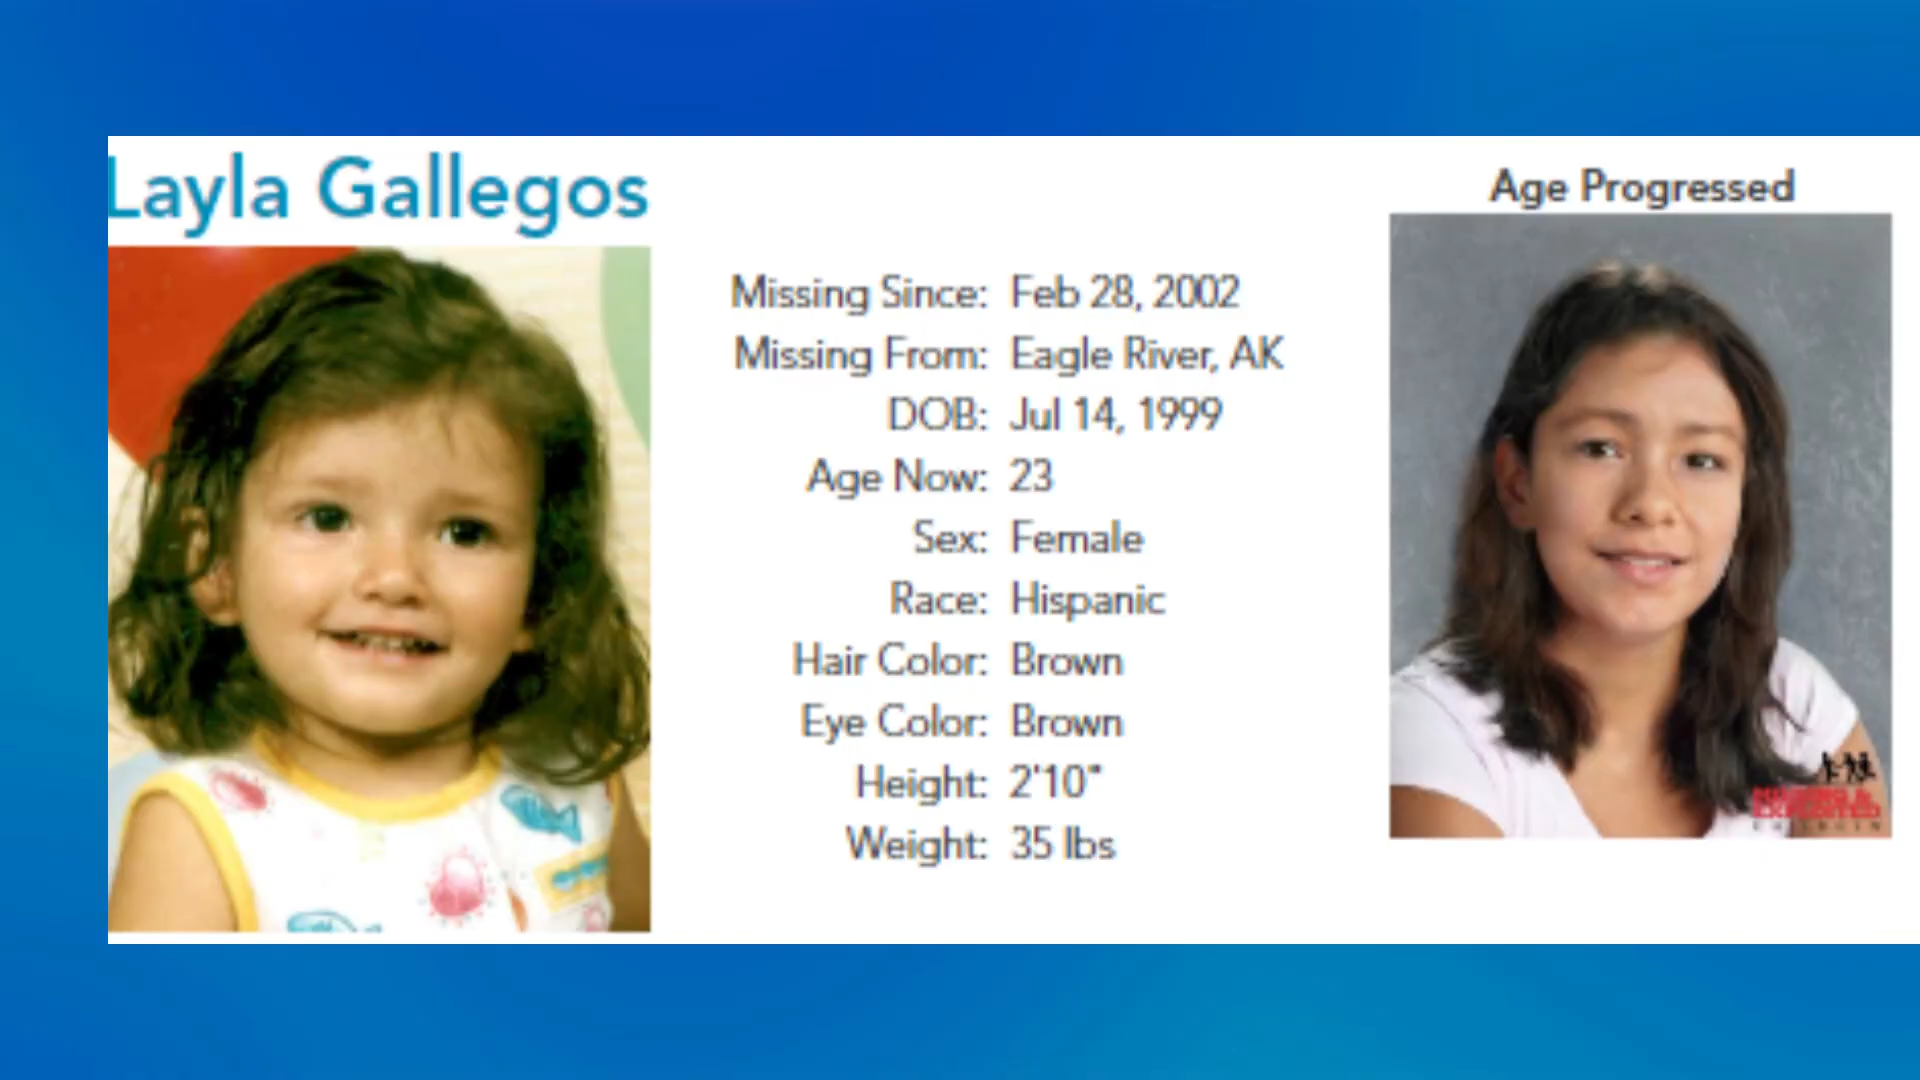 Layla Gallegos
Missing Since: Feb 28, 2002
Missing From: Eagle River, AK
DOB: Jul 14, 1999
Age Now: 23
Sex: Female
Race: Hispanic
Hair Color: Brown
Eye Color: Brown
Height: 2'10"
Weight: 35 lbs
Age Progressed